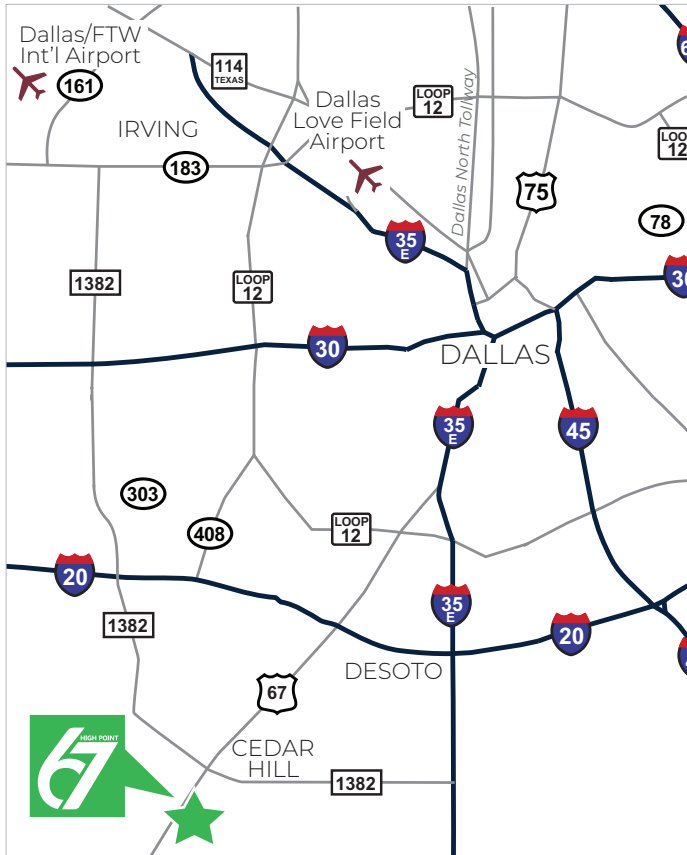 Dallas/FTW
Int'l Airport
161
114
TEXAS
LOOP
12
Dallas
Love Field
Airport
IRVING
183
Dallas North Tollway
LOOP
12
75
78
35
E
1382
LOOP
12
30
DALLAS
35
E
45
303
408
LOOP
12
20
1382
35
E
20
DESOTO
67
HIGH POINT
67
CEDAR
HILL
1382